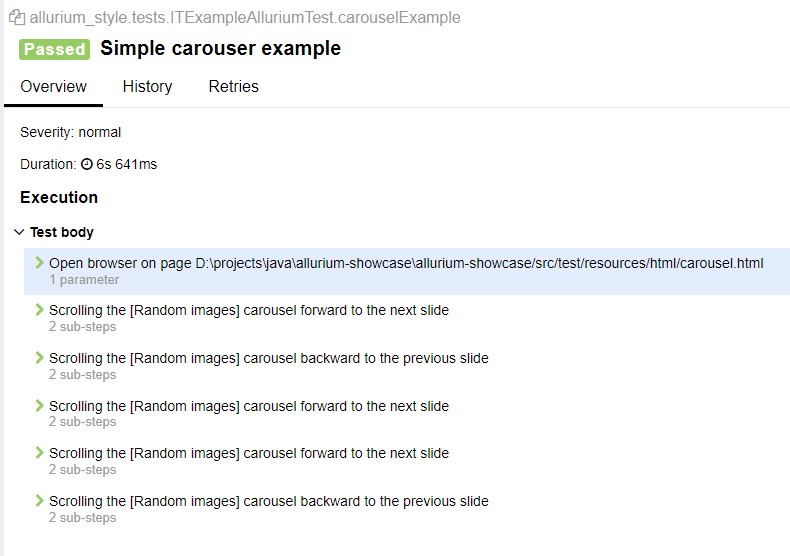 allurium_style.tests.ITExampleAlluriumTest.carouselExample
Passed Simple carouser example
Overview History Retries
Severity: normal
Duration: 6s 641ms
Execution
Test body
Open browser on page D:\projects\java\allurium-showcase\allurium-showcase/src/test/resources/html/carousel.html
1 parameter
Scrolling the [Random images] carousel forward to the next slide
2 sub-steps
Scrolling the [Random images] carousel backward to the previous slide
2 sub-steps
Scrolling the [Random images] carousel forward to the next slide
2 sub-steps
Scrolling the [Random images] carousel forward to the next slide
2 sub-steps
Scrolling the [Random images] carousel backward to the previous slide
2 sub-steps